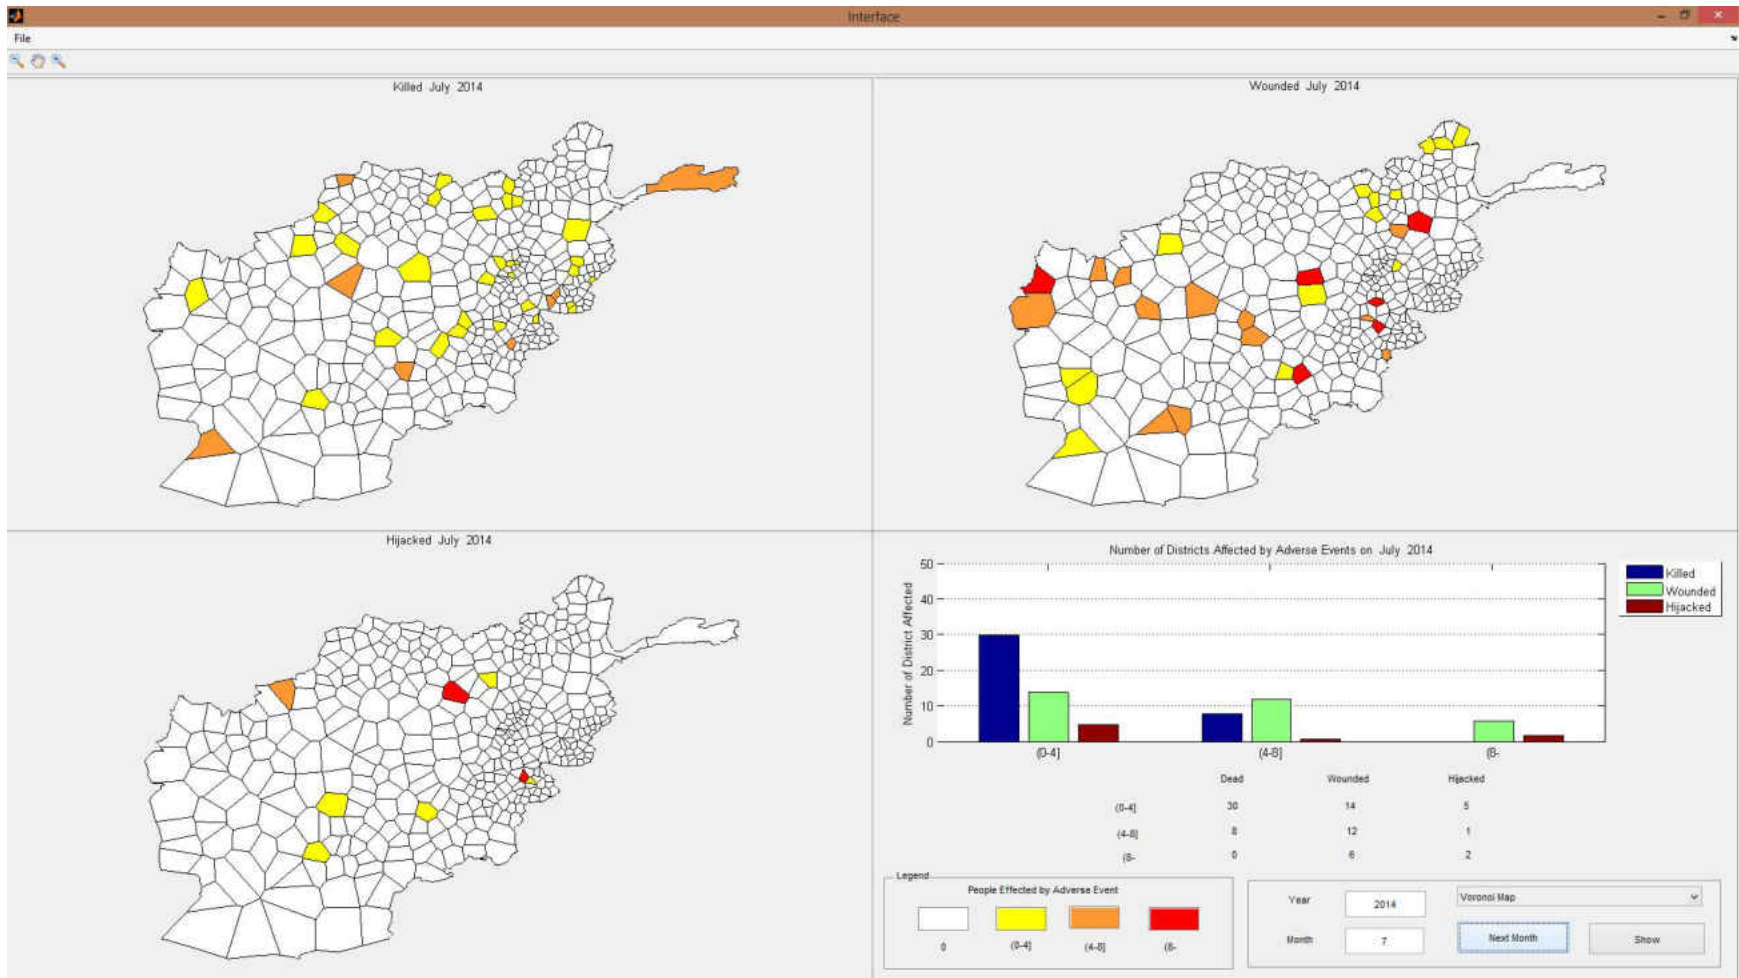 Interface
File
Killed July 2014
Wounded July 2014
Hijacked July 2014
Number of Districts Affected by Adverse Events on July 2014
Number of District Affected
50
40
30
20
10
0
(0-4]
(4-8]
(8-
Killed
Wounded
Hijacked
Dead Wounded Hijacked
(0-4] 30 14 5
(4-8] 8 12 1
(8- 0 6 2
Legend
People Effected by Adverse Event
0 (0-4] (4-8] (8-
Year 2014 Voronoi Map
Month 7 Next Month Show